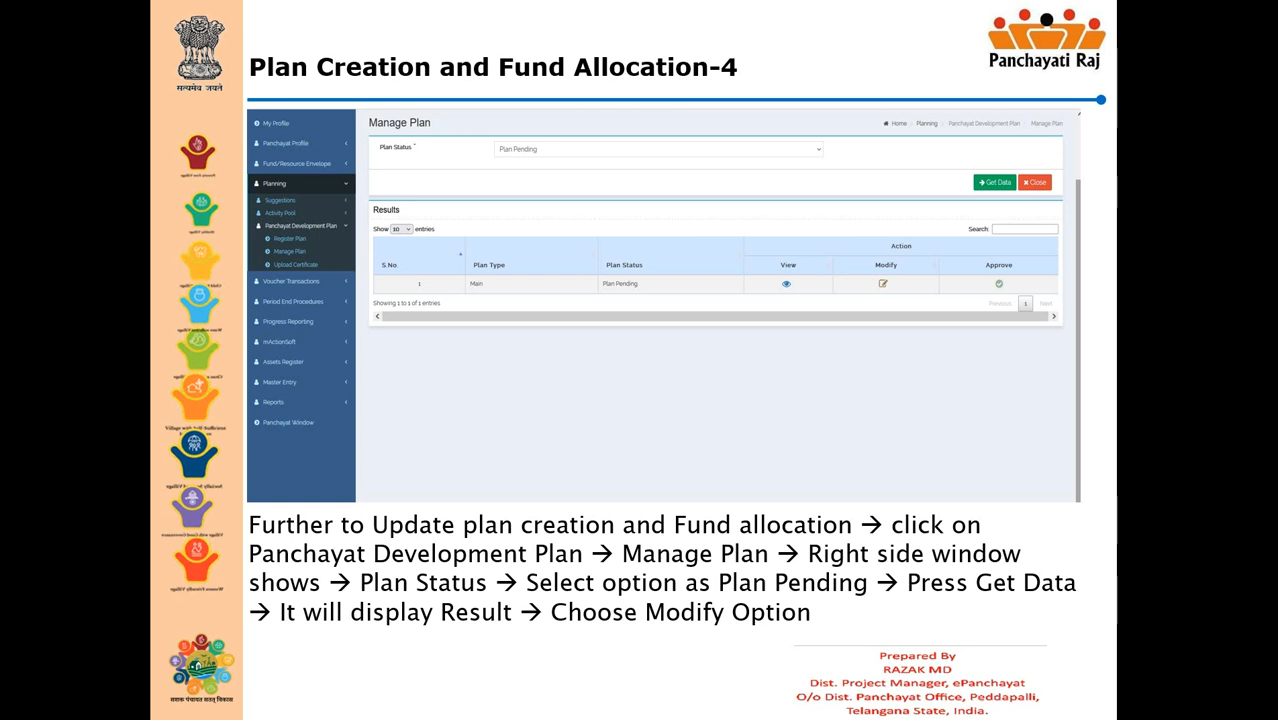 सत्यमेव जयते
Plan Creation and Fund Allocation-4
Panchayati Raj
My Profile
Panchayat Profile
Fund/Resource Envelope
Planning
Suggestions
Activity Pool
Panchayat Development Plan
Register Plan
Manage Plan
Upload Certificate
Voucher Transactions
Period End Procedures
Progress Reporting
mActionSoft
Assets Register
Master Entry
Reports
Panchayat Window
Manage Plan
Home Planning Panchayat Development Plan Manage Plan
Plan Status * Plan Pending
Get Data Close
Results
Show 10 entries Search:
Action
S.No. Plan Type Plan Status View Modify Approve
1 Main Plan Pending
Showing 1 to 1 of 1 entries Previous 1 Next
Further to Update plan creation and Fund allocation → click on
Panchayat Development Plan → Manage Plan → Right side window
shows → Plan Status → Select option as Plan Pending → Press Get Data
→ It will display Result → Choose Modify Option
सशक्त पंचायत सतत् विकास
Prepared By
RAZAK MD
Dist. Project Manager, ePanchayat
O/o Dist. Panchayat Office, Peddapalli,
Telangana State, India.